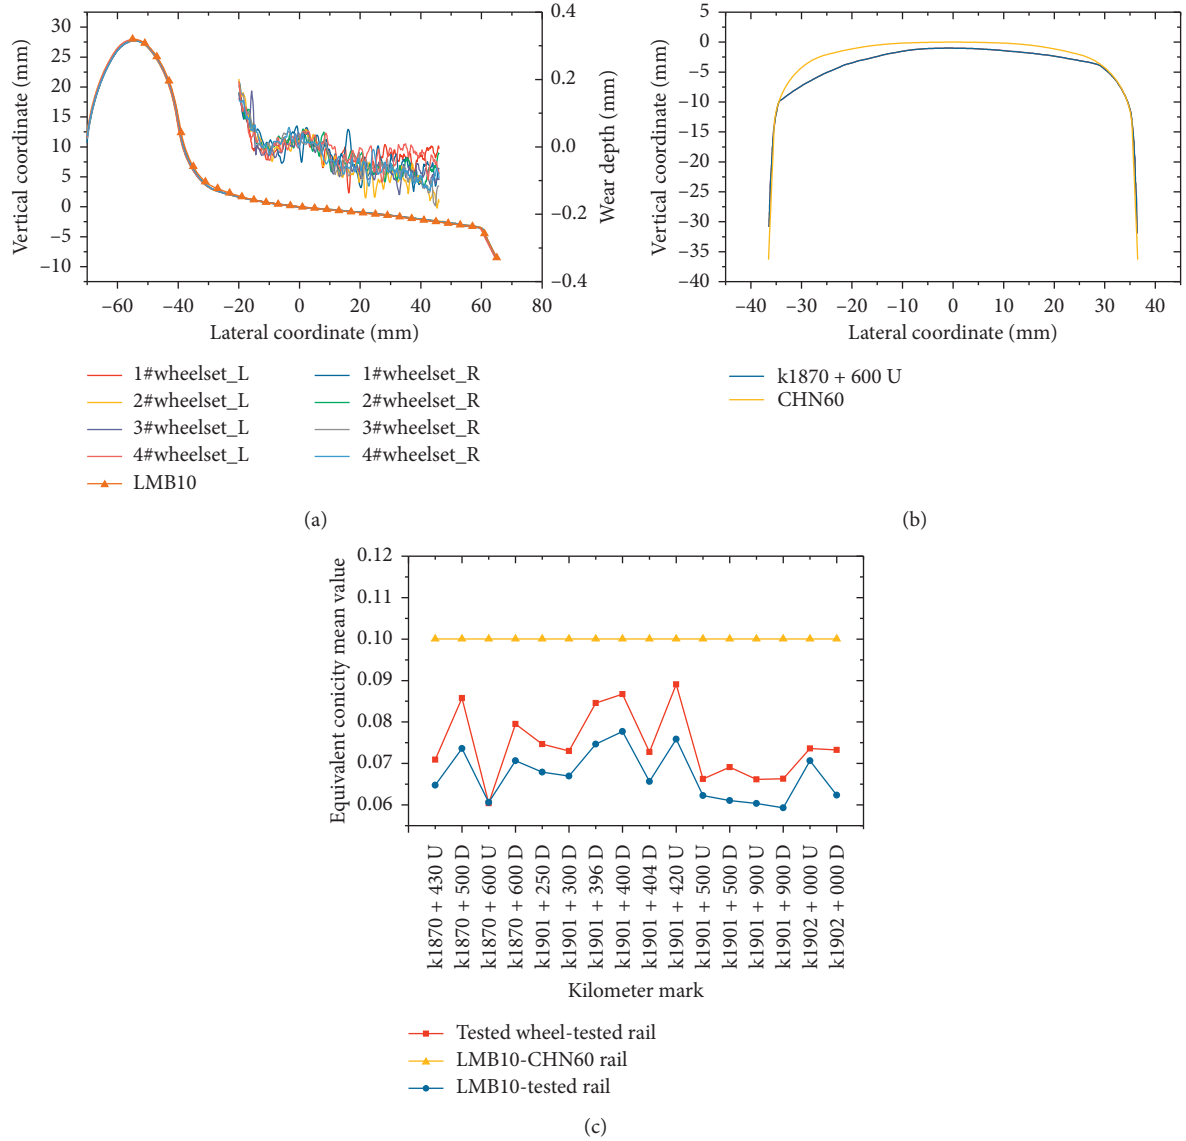 30
25
20
15
10
5
0
−5
−10
Vertical coordinate (mm)
0.4
0.2
0.0
−0.2
−0.4
Wear depth (mm)
−60 −40 −20 0 20 40 60 80
Lateral coordinate (mm)
1#wheelset_L
2#wheelset_L
3#wheelset_L
4#wheelset_L
LMB10
1#wheelset_R
2#wheelset_R
3#wheelset_R
4#wheelset_R
(a)
5
0
−5
−10
−15
−20
−25
−30
−35
−40
Vertical coordinate (mm)
−40 −30 −20 −10 0 10 20 30 40
Lateral coordinate (mm)
k1870 + 600 U
CHN60
(b)
0.12
0.11
0.10
0.09
0.08
0.07
0.06
Equivalent conicity mean value
k1870 + 430 U
k1870 + 500 D
k1870 + 600 U
k1870 + 600 D
k1901 + 250 D
k1901 + 300 D
k1901 + 396 D
k1901 + 400 D
k1901 + 404 D
k1901 + 420 U
k1901 + 500 U
k1901 + 500 D
k1901 + 900 U
k1901 + 900 D
k1902 + 000 U
k1902 + 000 D
Kilometer mark
Tested wheel-tested rail
LMB10-CHN60 rail
LMB10-tested rail
(c)